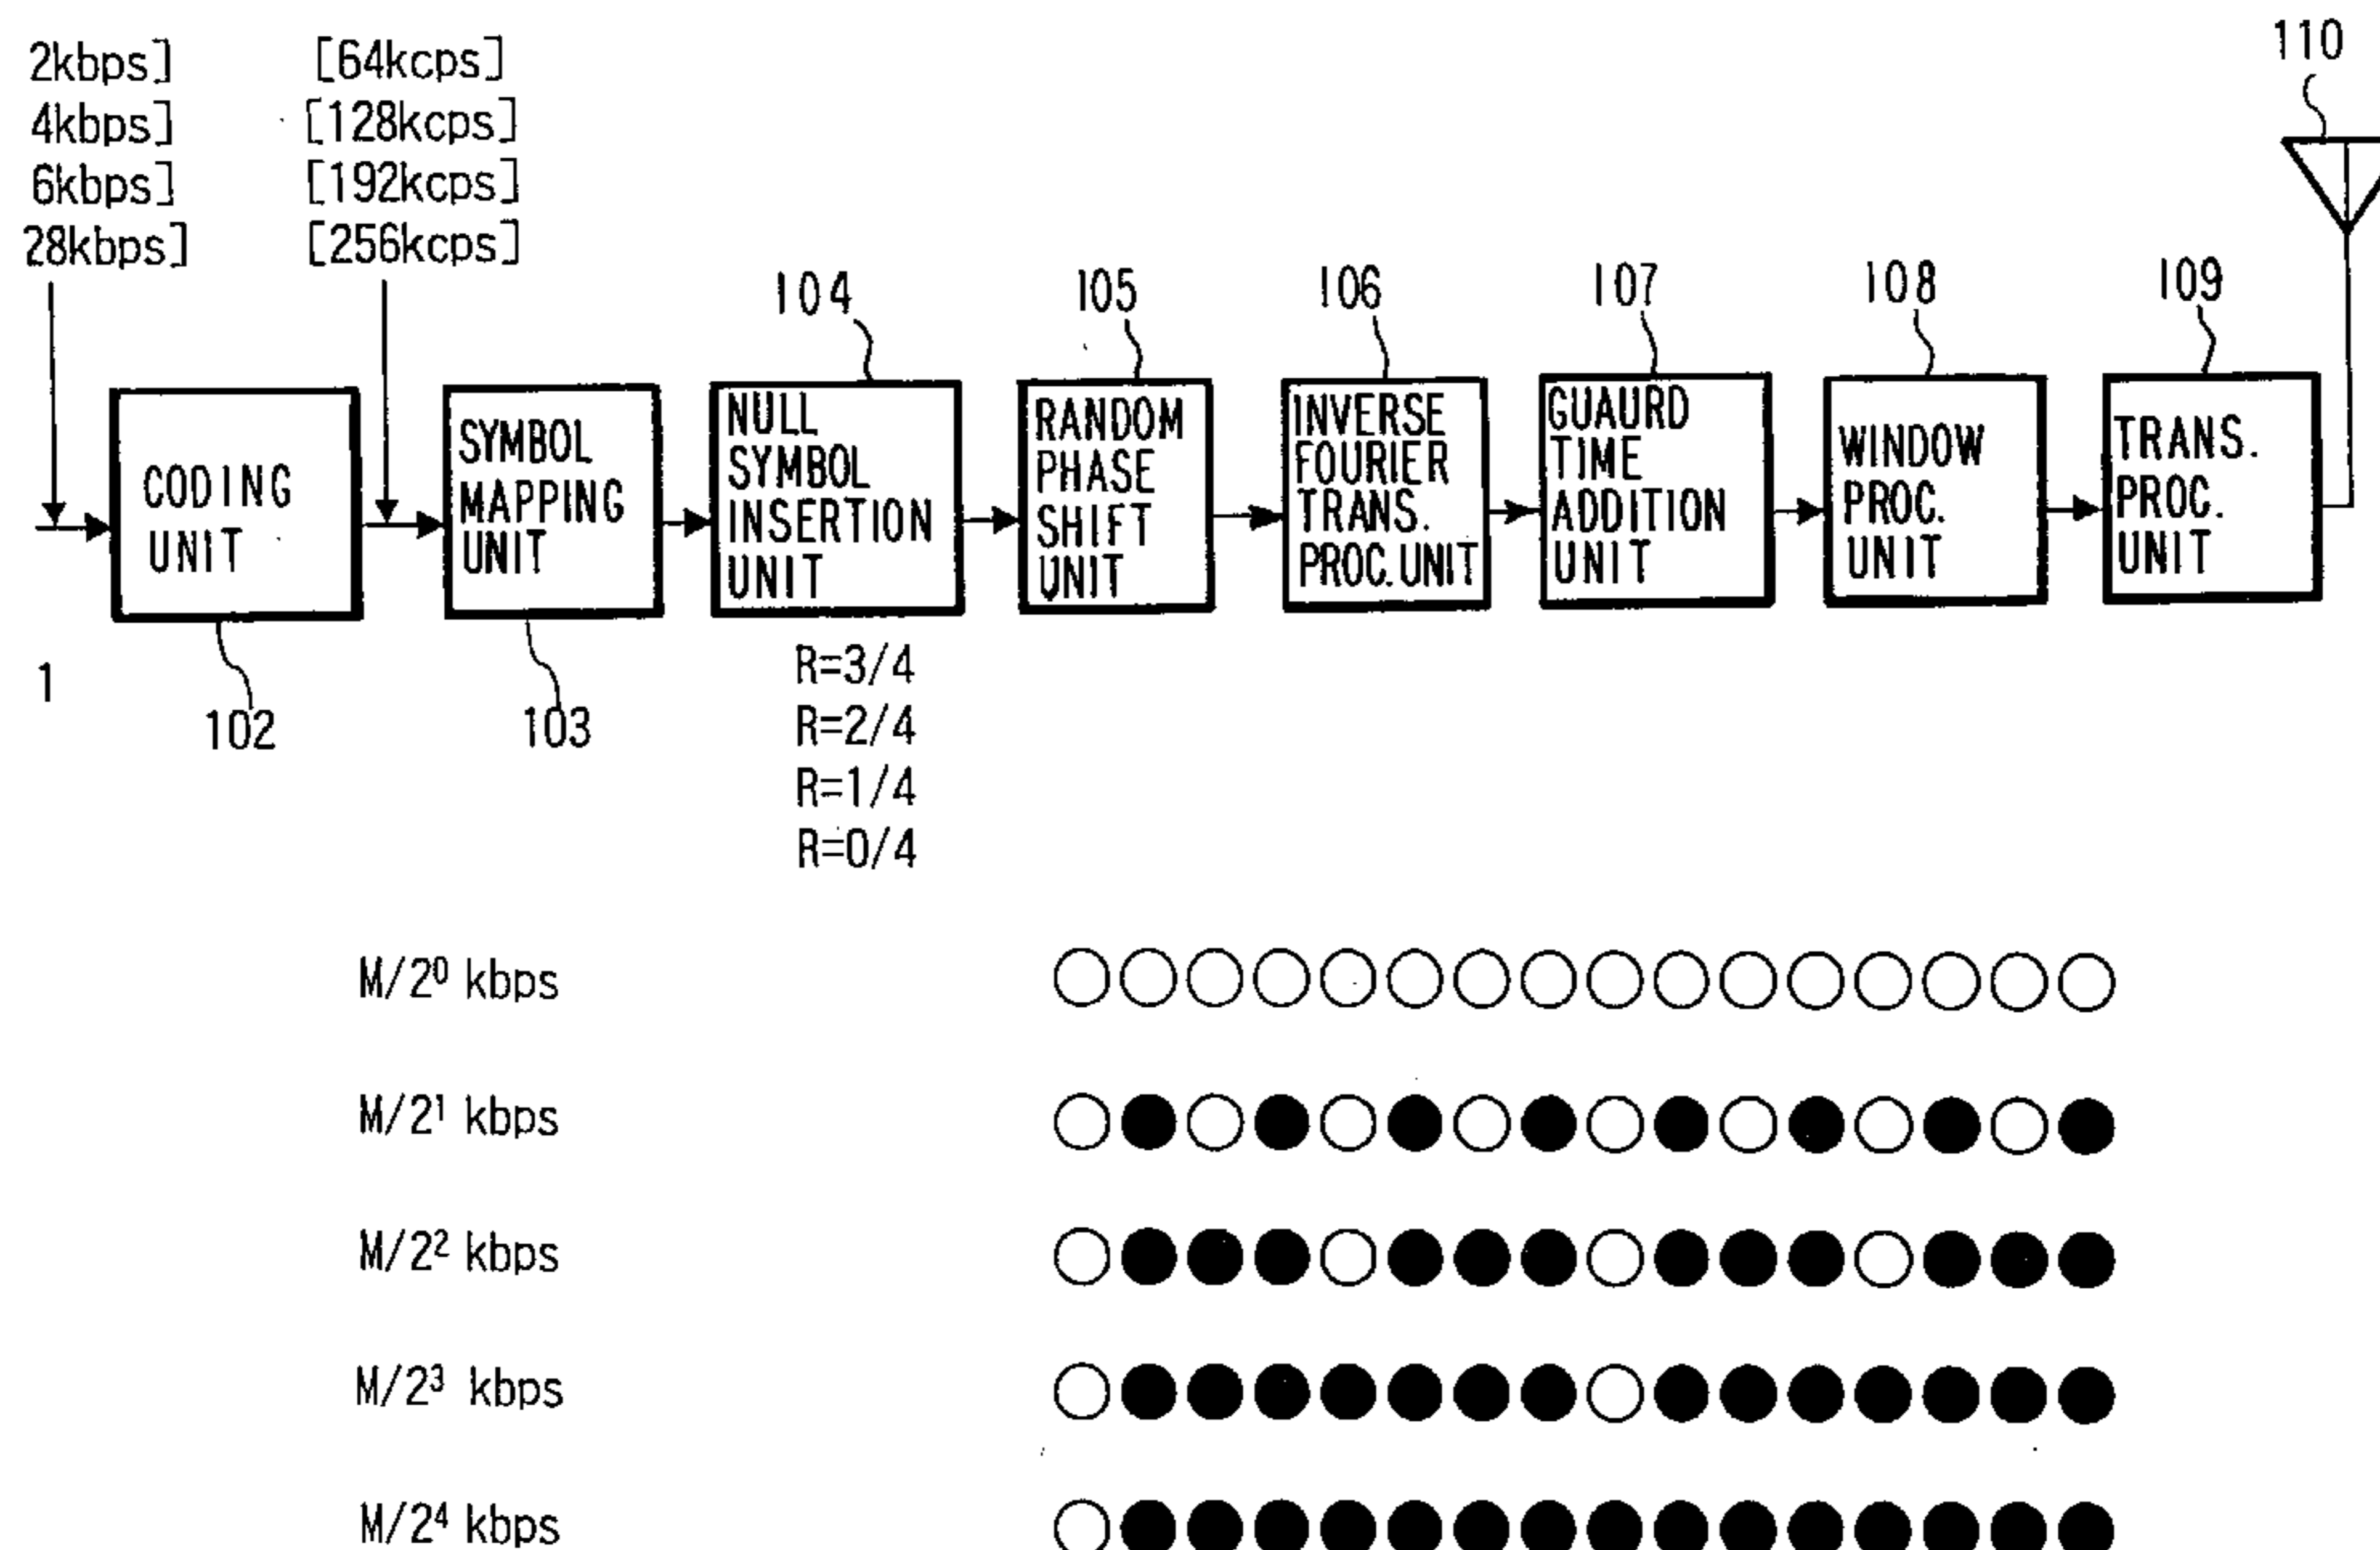 110
2kbps] [64kcps]
4kbps] [128kcps]
6kbps] [192kcps]
28kbps] [256kcps]
104 105 106 107 108 109
CODING
UNIT
SYMBOL
MAPPING
UNIT
NULL
SYMBOL
INSERTION
UNIT
RANDOM
PHASE
SHIFT
UNIT
INVERSE
FOURIER
TRANS.
PROC. UNIT
GUAURD
TIME
ADDITION
UNIT
WINDOW
PROC.
UNIT
TRANS.
PROC.
UNIT
1
102 103
R=3/4
R=2/4
R=1/4
R=0/4
M/2⁰ kbps
M/2¹ kbps
M/2² kbps
M/2³ kbps
M/2⁴ kbps